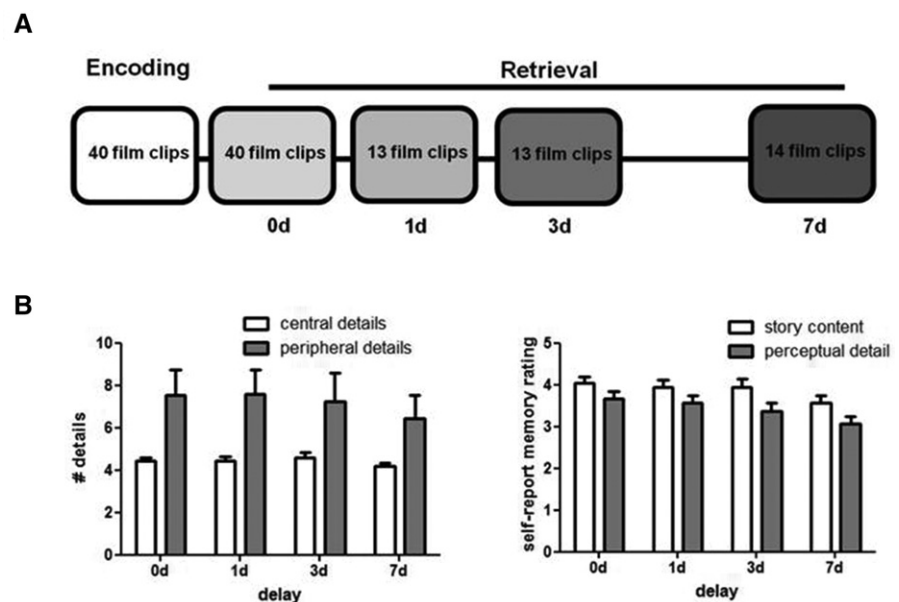 A
Encoding
Retrieval
40 film clips
40 film clips
13 film clips
13 film clips
14 film clips
0d
1d
3d
7d
B
central details
peripheral details
# details
10
8
6
4
2
0
0d
1d
3d
7d
delay
story content
perceptual detail
self-report memory rating
5
4
3
2
1
0
0d
1d
3d
7d
delay